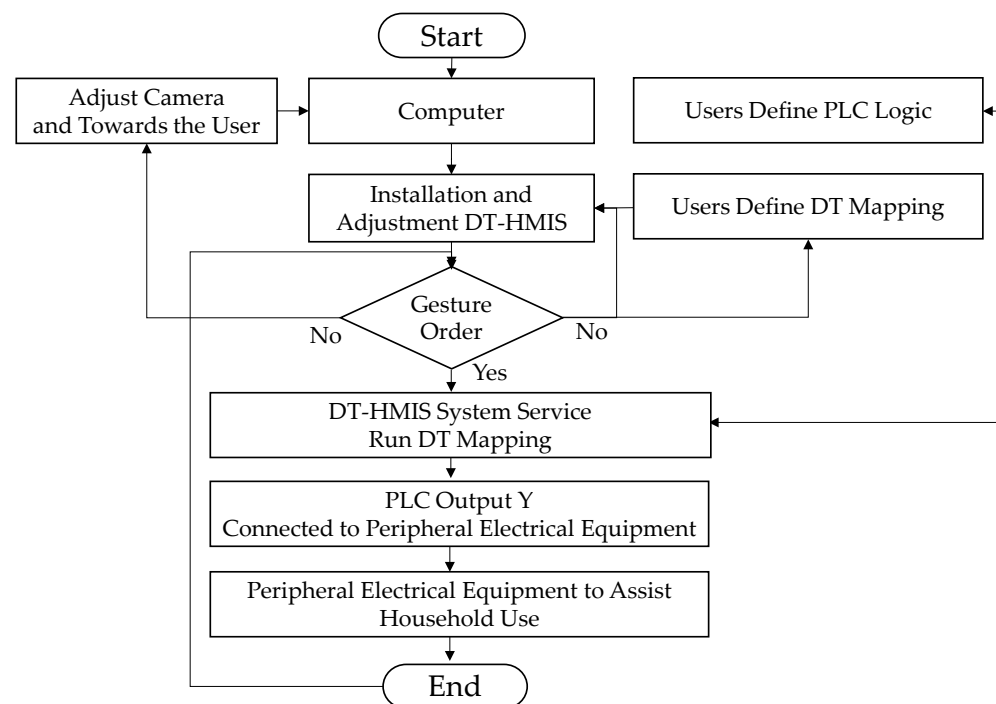 Start
Adjust Camera
and Towards the User
Computer
Users Define PLC Logic
Installation and
Adjustment DT-HMIS
Users Define DT Mapping
Gesture
Order
No
No
Yes
DT-HMIS System Service
Run DT Mapping
PLC Output Y
Connected to Peripheral Electrical Equipment
Peripheral Electrical Equipment to Assist
Household Use
End